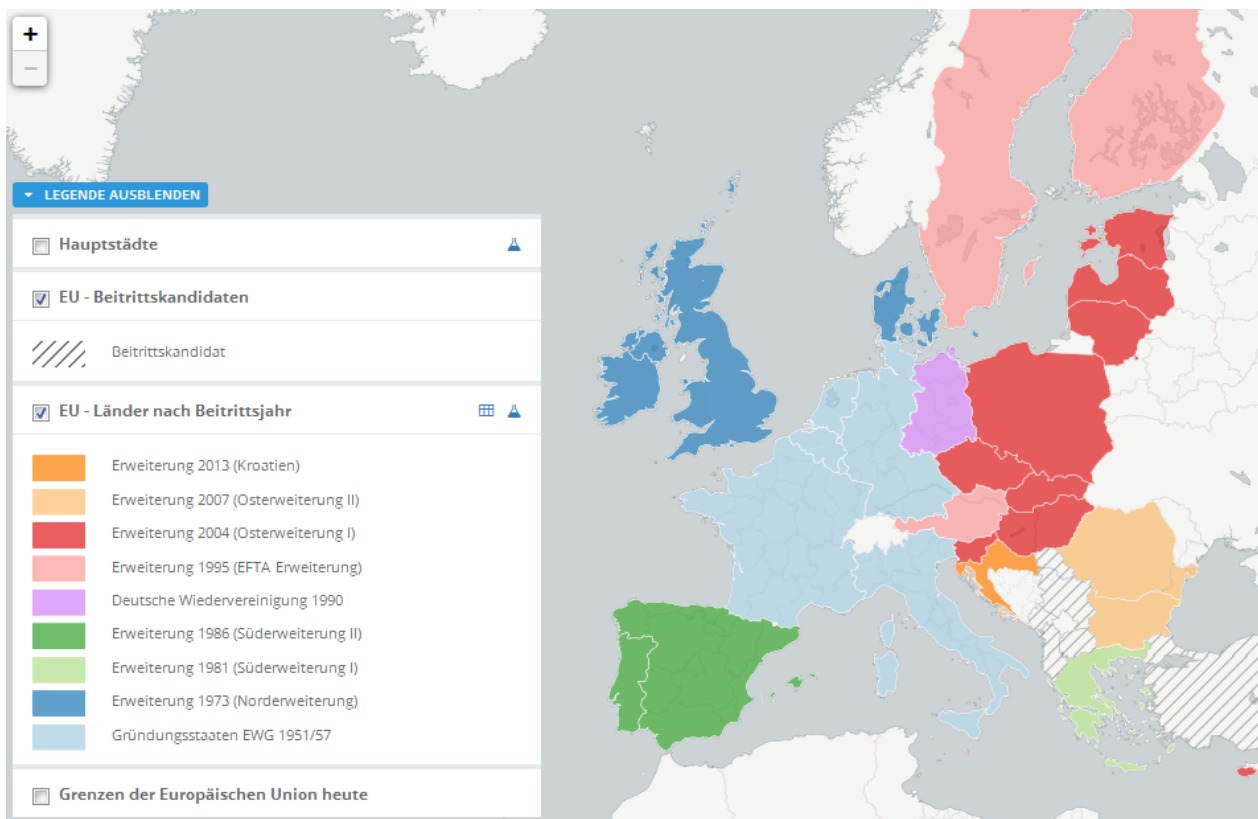 +
−
LEGENDE AUSBLENDEN
Hauptstädte
EU - Beitrittskandidaten
Beitrittskandidat
EU - Länder nach Beitrittsjahr
Erweiterung 2013 (Kroatien)
Erweiterung 2007 (Osterweiterung II)
Erweiterung 2004 (Osterweiterung I)
Erweiterung 1995 (EFTA Erweiterung)
Deutsche Wiedervereinigung 1990
Erweiterung 1986 (Süderweiterung II)
Erweiterung 1981 (Süderweiterung I)
Erweiterung 1973 (Norderweiterung)
Gründungsstaaten EWG 1951/57
Grenzen der Europäischen Union heute